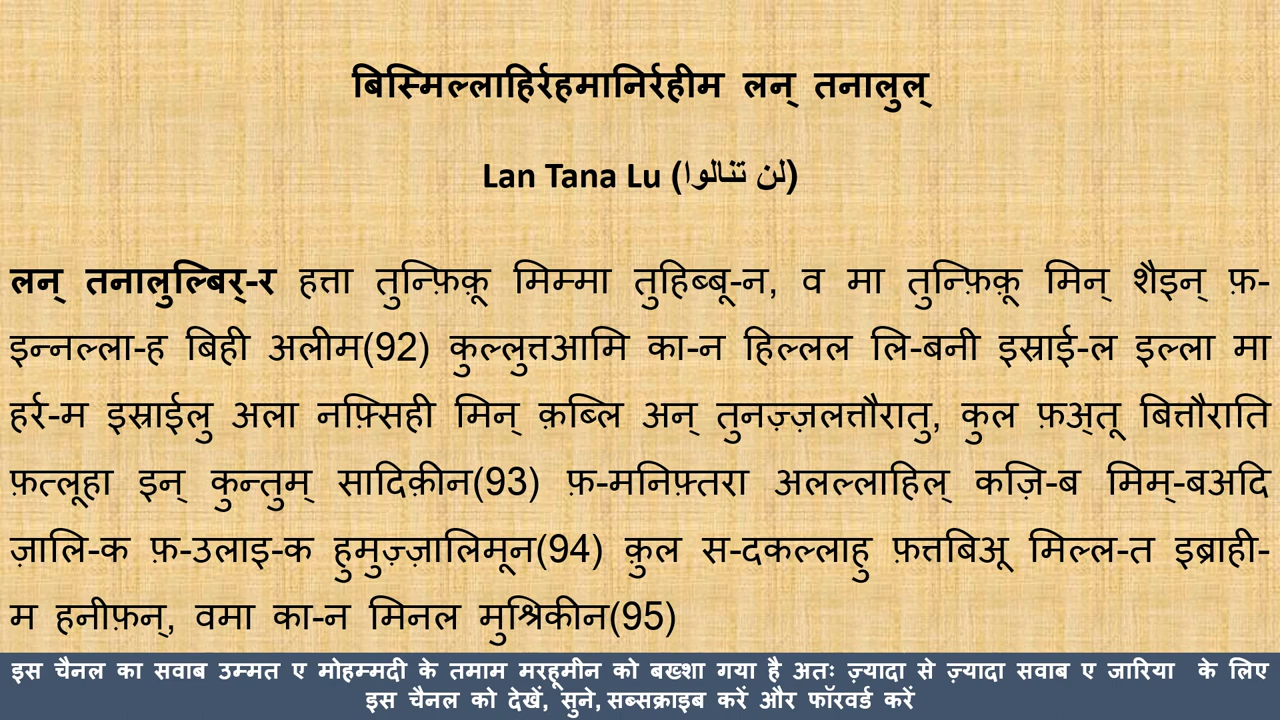 बिस्मिल्लाहिर्रहमानिर्रहीम लन् तनालुल्
Lan Tana Lu (لن تنالوا)
लन् तनालुल्बिर्-र हत्ता तुन्फ़िक़ू मिम्मा तुहिब्बू-न, व मा तुन्फ़िक़ू मिन् शैइन् फ़-
इन्नल्ला-ह बिही अलीम(92) कुल्लुत्तआमि का-न हिल्लल लि-बनी इस्राई-ल इल्ला मा
हर्र-म इस्राईलु अला नफ़्सिही मिन् क़ब्लि अन् तुनज़्ज़लत्तौरातु, कुल फ़अ्तू बित्तौराति
फ़त्लूहा इन् कुन्तुम् सादिक़ीन(93) फ़-मनिफ़्तरा अलल्लाहिल् कज़ि-ब मिम्-बअदि
ज़ालि-क फ़-उलाइ-क हुमुज़्ज़ालिमून(94) क़ुल स-दकल्लाहु फ़त्तबिअू मिल्ल-त इब्राही-
म हनीफ़न्, वमा का-न मिनल मुश्रिकीन(95)
इस चैनल का सवाब उम्मत ए मोहम्मदी के तमाम मरहूमीन को बख्शा गया है अतः ज़्यादा से ज़्यादा सवाब ए जारिया के लिए
इस चैनल को देखें, सुने, सब्सक्राइब करें और फॉरवर्ड करें